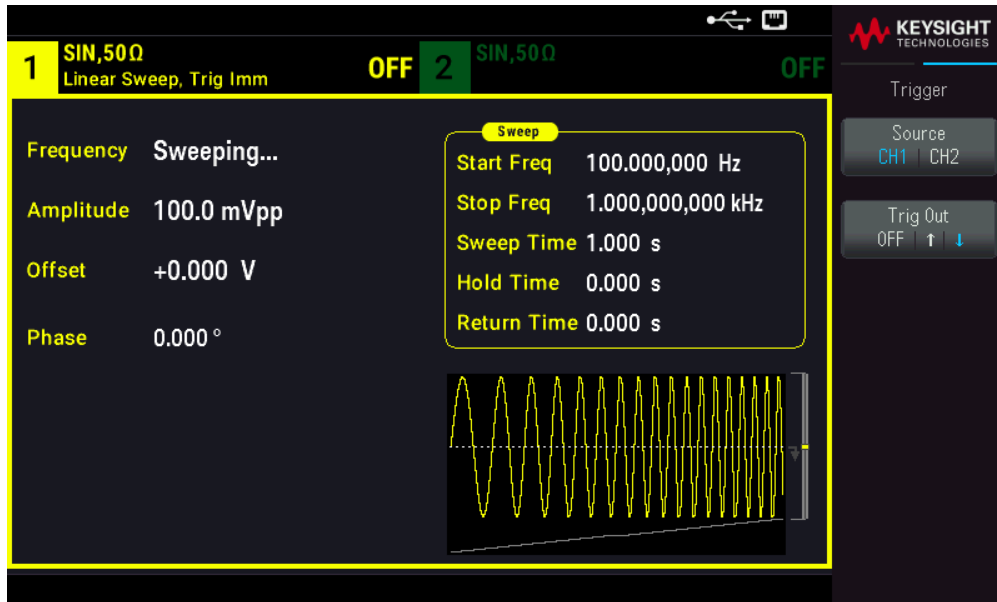 1
SIN,50Ω
Linear Sweep, Trig Imm
OFF
2
SIN,50Ω
OFF
Frequency Sweeping...
Amplitude 100.0 mVpp
Offset +0.000 V
Phase 0.000 °
Sweep
Start Freq 100.000,000 Hz
Stop Freq 1.000,000,000 kHz
Sweep Time 1.000 s
Hold Time 0.000 s
Return Time 0.000 s
KEYSIGHT
TECHNOLOGIES
Trigger
Source
CH1 | CH2
Trig Out
OFF | ↑ | ↓